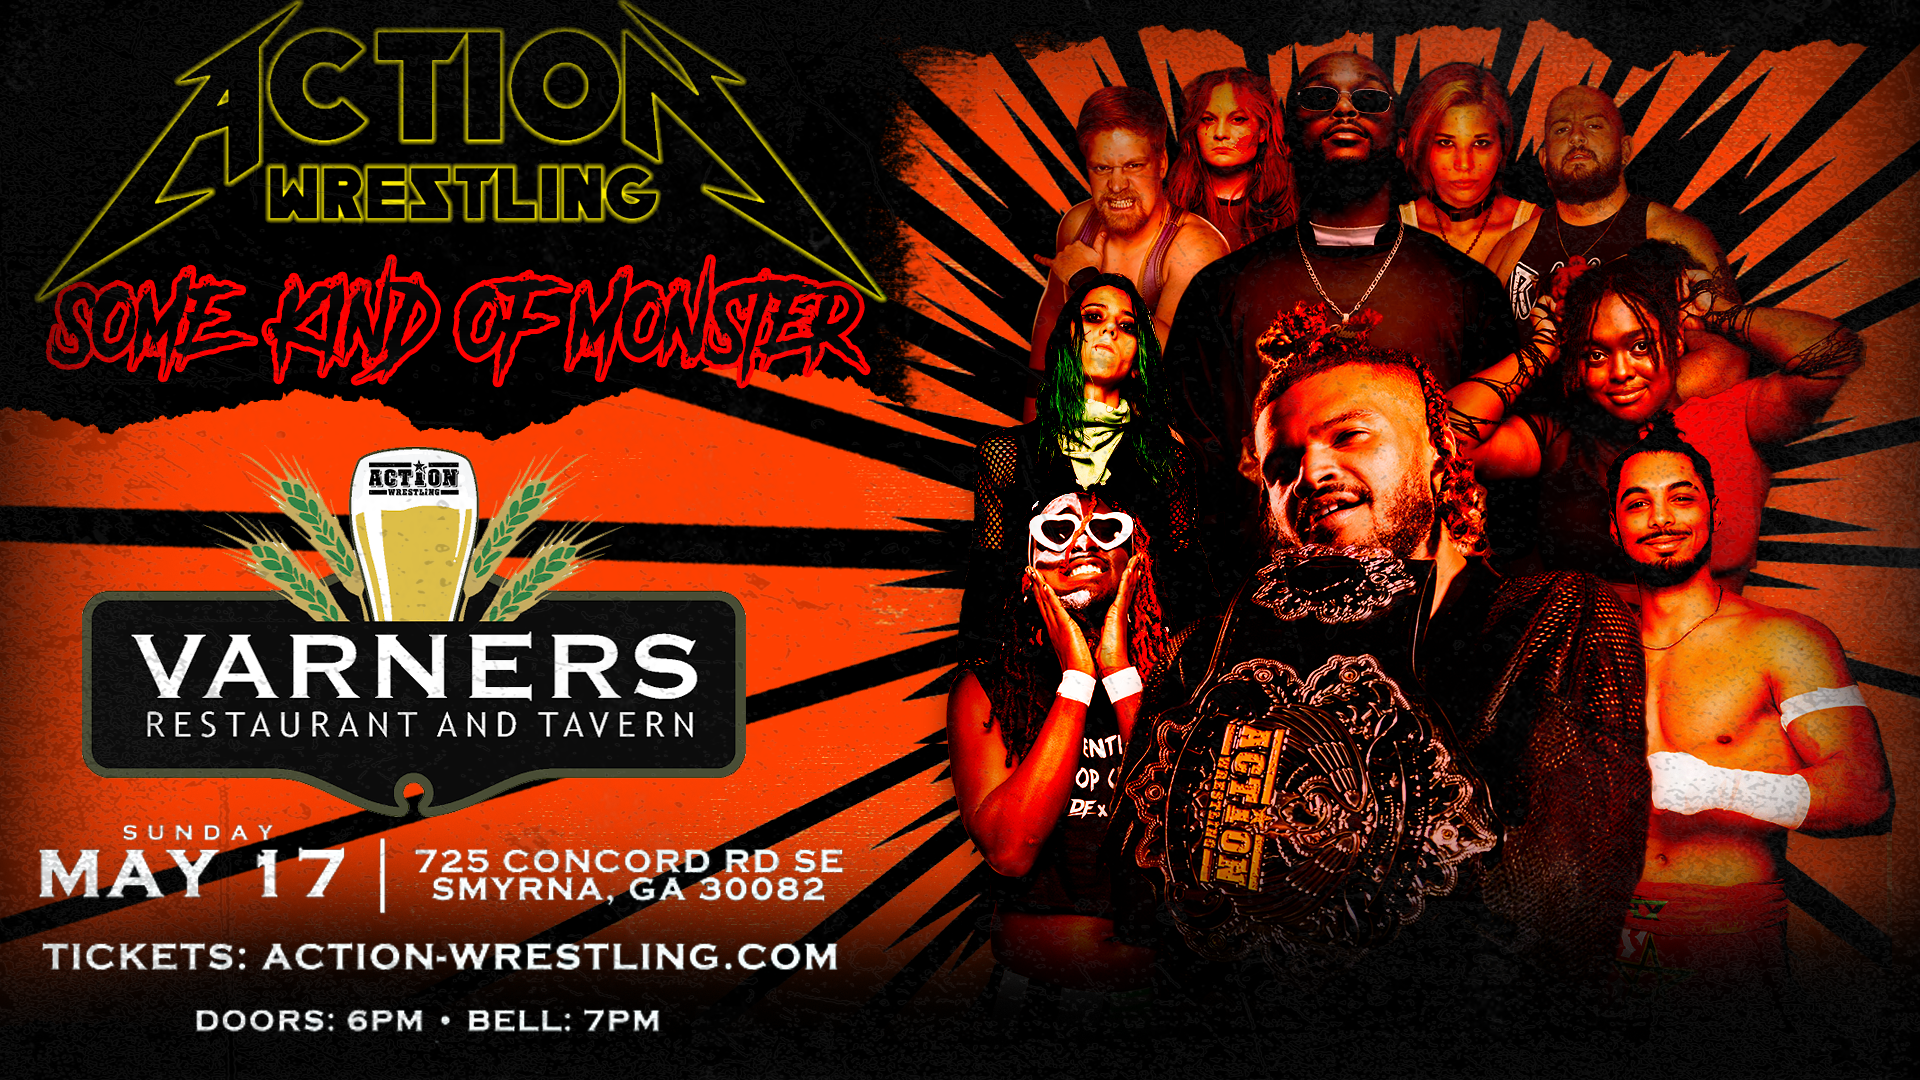 ACTION
WRESTLING
SOME KIND OF MONSTER
ACTION
WRESTLING
VARNERS
RESTAURANT AND TAVERN
SUNDAY
MAY 17
725 CONCORD RD SE
SMYRNA, GA 30082
TICKETS: ACTION-WRESTLING.COM
DOORS: 6PM • BELL: 7PM
ACTION
WRESTLING